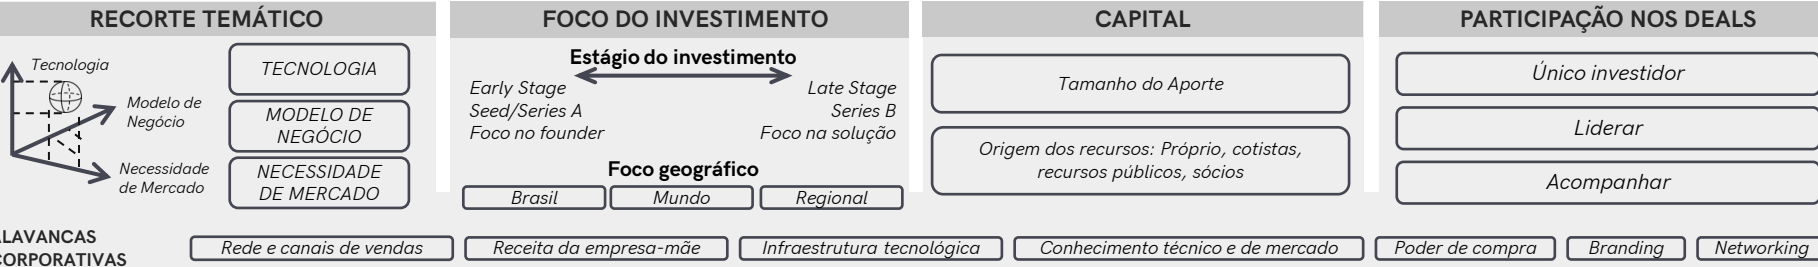 RECORTE TEMÁTICO
Tecnologia
Modelo de
Negócio
Necessidade
de Mercado
TECNOLOGIA
MODELO DE
NEGÓCIO
NECESSIDADE
DE MERCADO
FOCO DO INVESTIMENTO
Estágio do investimento
Early Stage
Seed/Series A
Foco no founder
Late Stage
Series B
Foco na solução
Foco geográfico
Brasil
Mundo
Regional
CAPITAL
Tamanho do Aporte
Origem dos recursos: Próprio, cotistas,
recursos públicos, sócios
PARTICIPAÇÃO NOS DEALS
Único investidor
Liderar
Acompanhar
ALAVANCAS
CORPORATIVAS
Rede e canais de vendas
Receita da empresa-mãe
Infraestrutura tecnológica
Conhecimento técnico e de mercado
Poder de compra
Branding
Networking